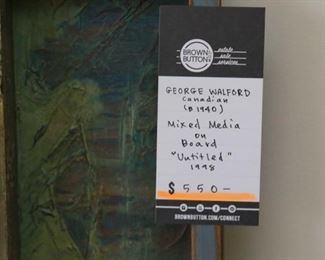 BROWN
BUTTON
estate
sale
services
GEORGE WALFORD
Canadian
(B 1940)
Mixed Media
on
Board
"Untitled"
1998
$ 550-
BROWNBUTTON.COM/CONNECT